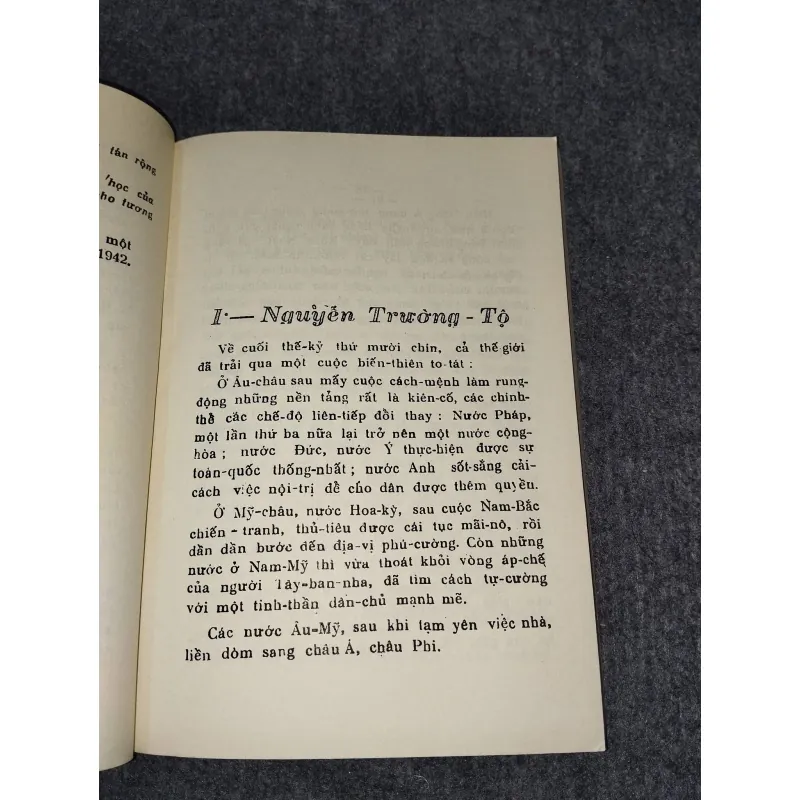 tán rộng
học của
ho tương
một
1942.
I·— Nguyễn Trường - Tộ
Về cuối thế-kỷ thứ mười chín, cả thế-giới
đã trải qua một cuộc biến-thiên to-tát :
Ở Âu-châu sau mấy cuộc cách-mệnh làm rung-
động những nền tảng rất là kiên-cố, các chính-
thể các chế-độ liên-tiếp đổi thay : Nước Pháp,
một lần thứ ba nữa lại trở nên một nước cộng-
hòa ; nước Đức, nước Ý thực-hiện được sự
toàn-quốc thống-nhất ; nước Anh sốt-sắng cải-
cách việc nội-trị để cho dân được thêm quyền.
Ở Mỹ-châu, nước Hoa-kỳ, sau cuộc Nam-Bắc
chiến - tranh, thủ-tiêu được cái tục mãi-nô, rồi
dần dần bước đến địa-vị phú-cường. Còn những
nước ở Nam-Mỹ thì vừa thoát khỏi vòng áp-chế
của người Tây-ban-nha, đã tìm cách tự-cường
với một tinh-thần dân-chủ mạnh mẽ.
Các nước Âu-Mỹ, sau khi tạm yên việc nhà,
liền dòm sang châu Á, châu Phi.